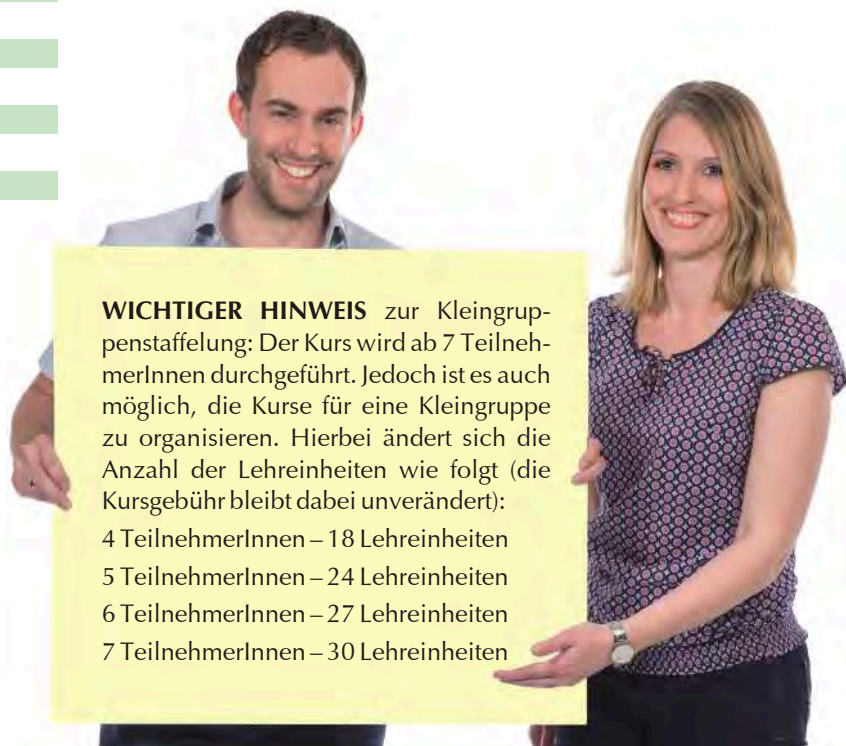 WICHTIGER HINWEIS zur Kleingrup-
penstaffelung: Der Kurs wird ab 7 Teilneh-
merInnen durchgeführt. Jedoch ist es auch
möglich, die Kurse für eine Kleingruppe
zu organisieren. Hierbei ändert sich die
Anzahl der Lehreinheiten wie folgt (die
Kursgebühr bleibt dabei unverändert):
4 TeilnehmerInnen – 18 Lehreinheiten
5 TeilnehmerInnen – 24 Lehreinheiten
6 TeilnehmerInnen – 27 Lehreinheiten
7 TeilnehmerInnen – 30 Lehreinheiten